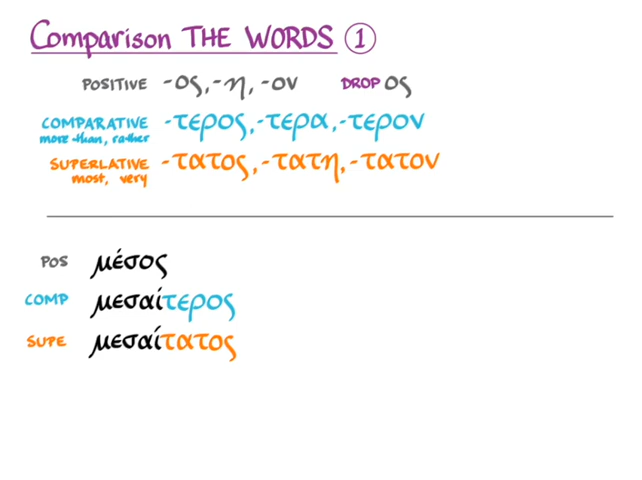 Comparison THE WORDS ①
POSITIVE -ος, -η, -ον DROP ος
COMPARATIVE -τερος, -τερα, -τερον
more than, rather
SUPERLATIVE -τατος, -τατη, -τατον
most, very
POS μέσος
COMP μεσαίτερος
SUPE μεσαίτατος